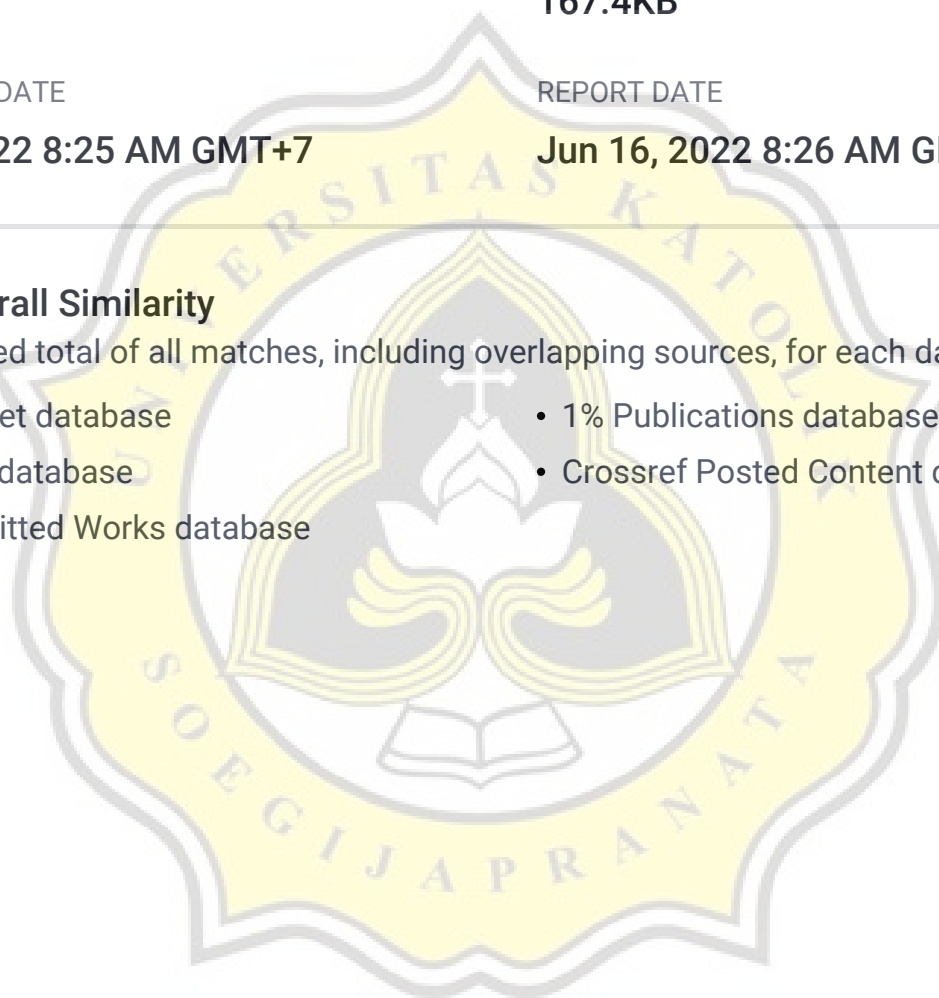 167.4KB
DATE
REPORT DATE
22 8:25 AM GMT+7
Jun 16, 2022 8:26 AM G
UNIVERSITAS KATOLIK
rall Similarity
ed total of all matches, including overlapping sources, for each da
et database
• 1% Publications database
database
• Crossref Posted Content
itted Works database
SOEGIJAPRANATA